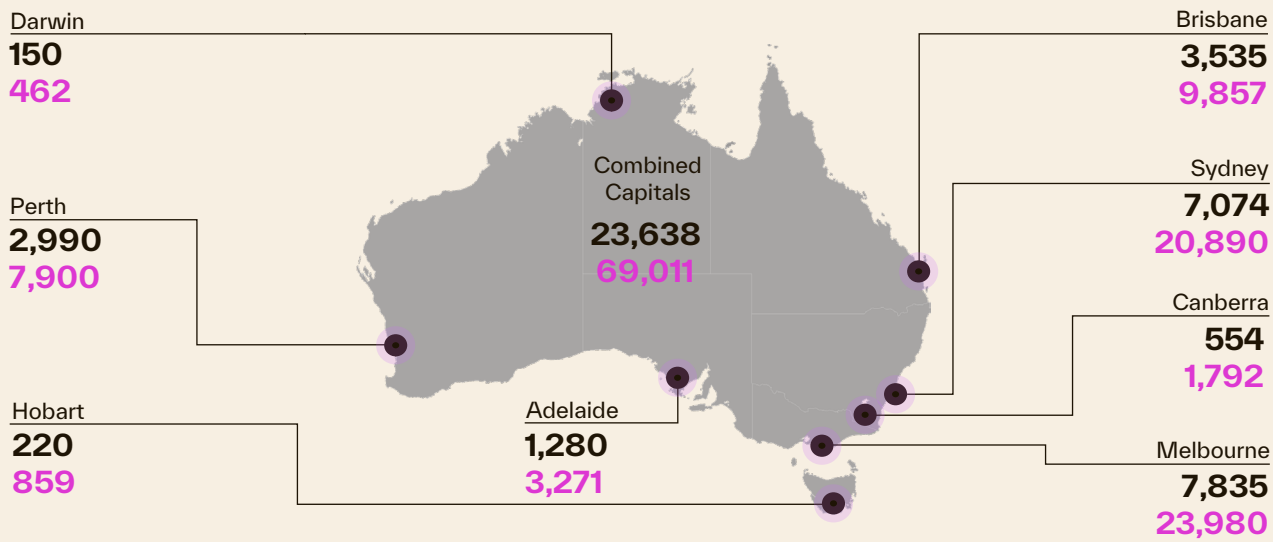 Darwin
150
462
Perth
2,990
7,900
Hobart
220
859
Combined
Capitals
23,638
69,011
Adelaide
1,280
3,271
Brisbane
3,535
9,857
Sydney
7,074
20,890
Canberra
554
1,792
Melbourne
7,835
23,980